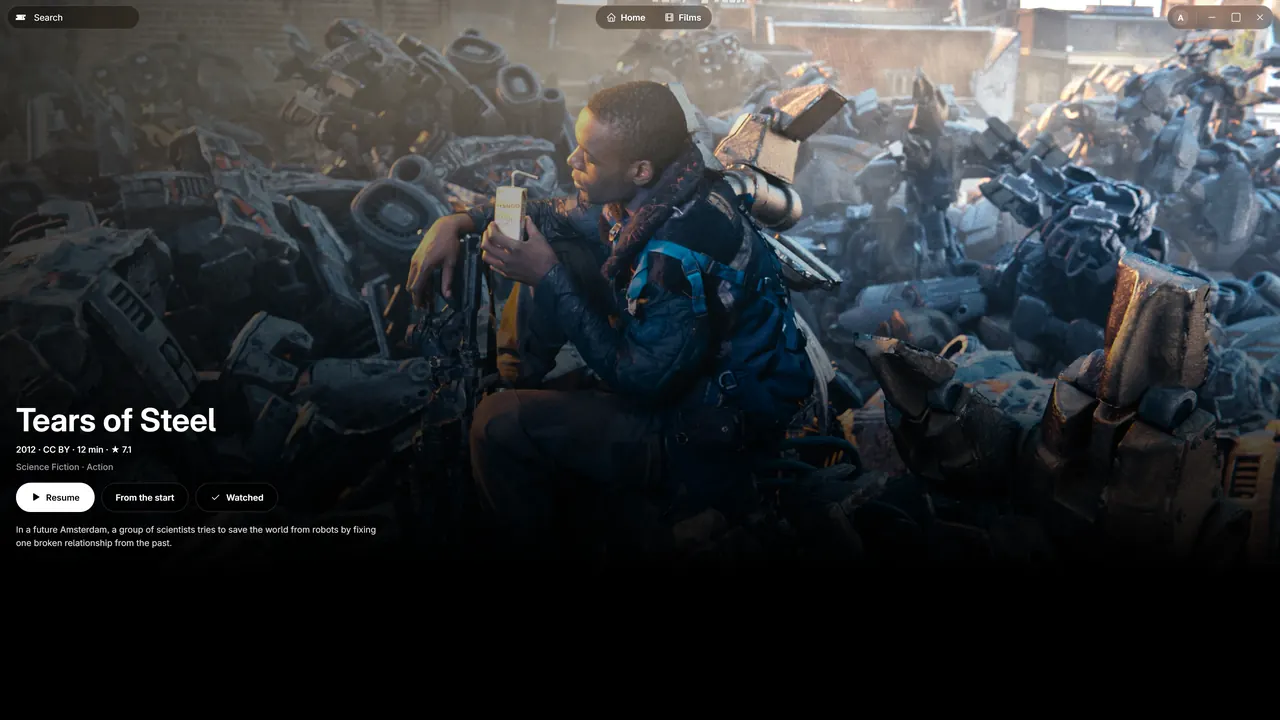 Search
Home
Films
A
Tears of Steel
2012 · CC BY · 12 min · ★ 7.1
Science Fiction · Action
Resume
From the start
Watched
In a future Amsterdam, a group of scientists tries to save the world from robots by fixing
one broken relationship from the past.